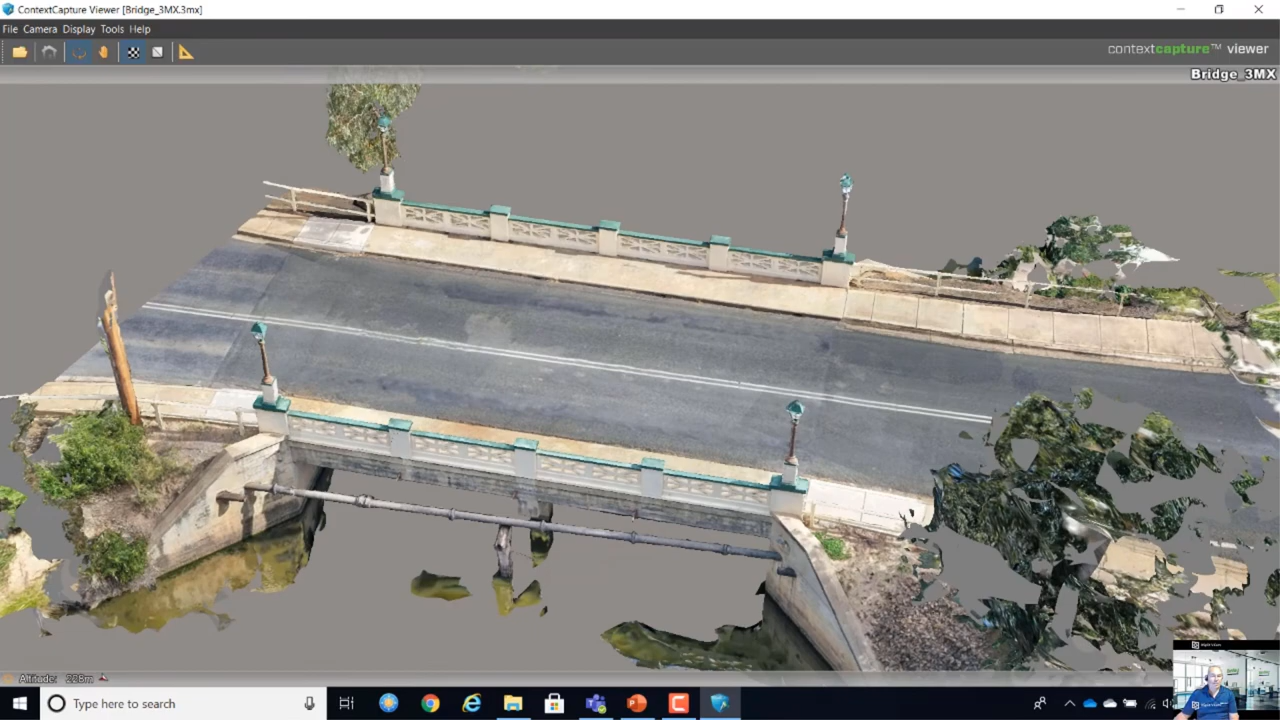 ContextCapture Viewer [Bridge_3MX.3mx]
File Camera Display Tools Help
contextcapture™ viewer
Bridge_3MX
Altitude: 228m
Type here to search